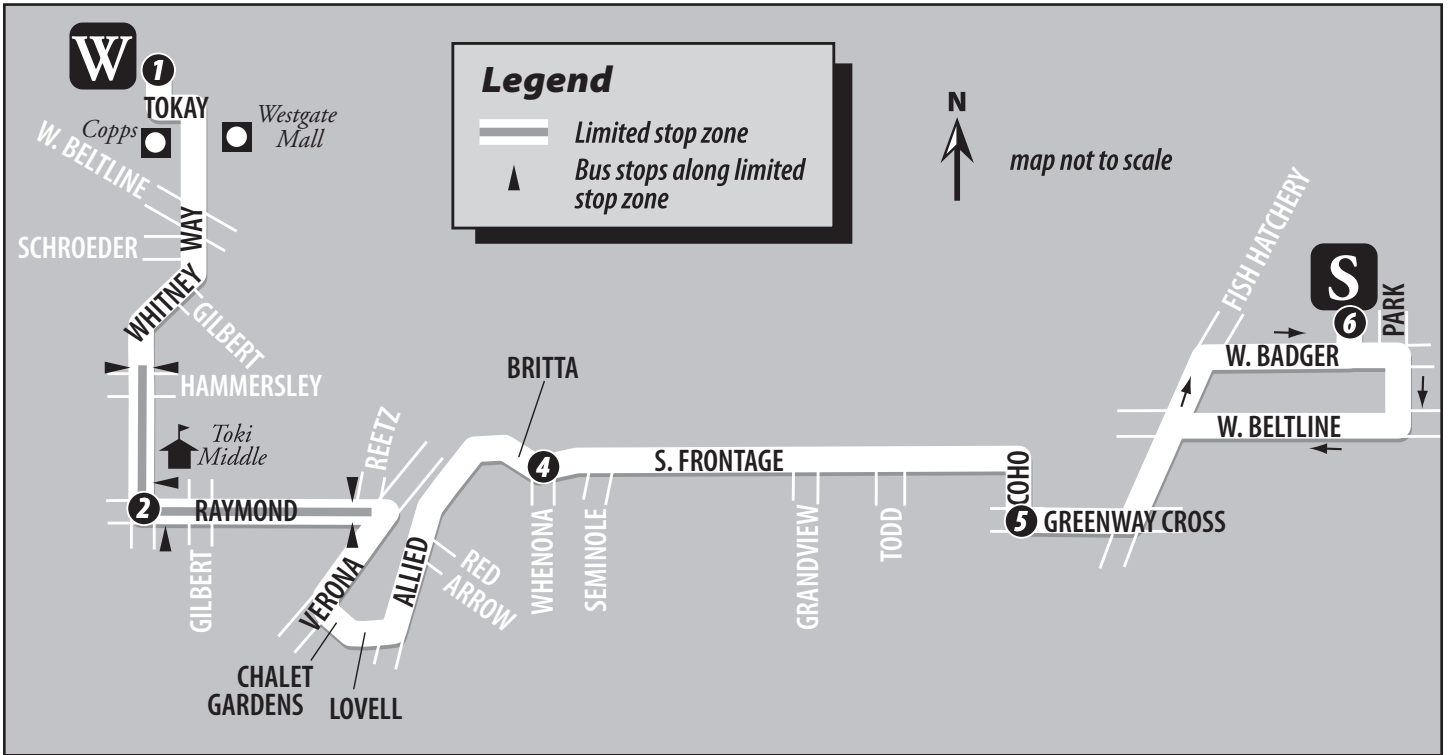 W
1
TOKAY
Copps
Westgate
Mall
W. BELTLINE
SCHROEDER
WAY
WHITNEY
GILBERT
HAMMERSLEY
Toki
Middle
2
RAYMOND
GILBERT
REETZ
VERONA
CHALET
GARDENS
LOVELL
ALLIED
RED
ARROW
BRITTA
4
WHENONA
SEMINOLE
S. FRONTAGE
GRANDVIEW
TODD
COHO
5
GREENWAY CROSS
FISH HATCHERY
S
6
PARK
W. BADGER
W. BELTLINE
Legend
Limited stop zone
Bus stops along limited
stop zone
N
map not to scale